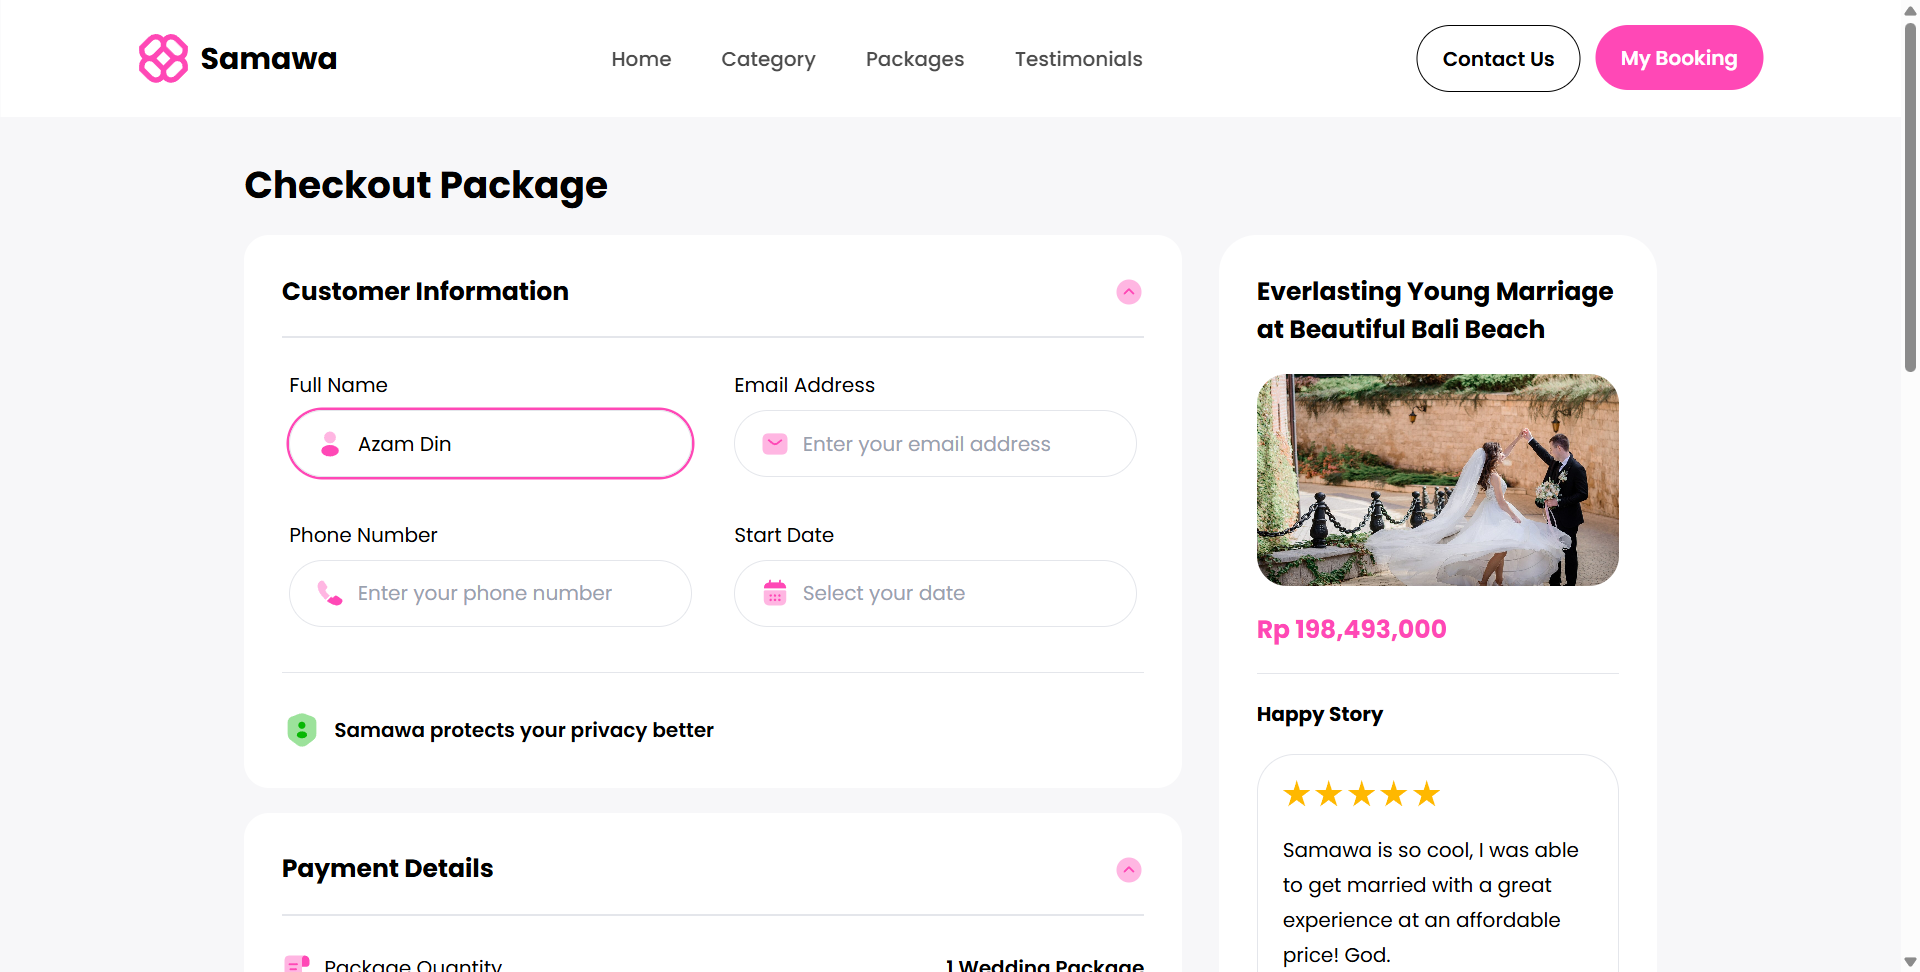 Samawa
Home
Category
Packages
Testimonials
Contact Us
My Booking
Checkout Package
Customer Information
Full Name
Azam Din
Email Address
Enter your email address
Phone Number
Enter your phone number
Start Date
Select your date
Samawa protects your privacy better
Payment Details
Package Quantity
1 Wedding Package
Everlasting Young Marriage
at Beautiful Bali Beach
Rp 198,493,000
Happy Story
Samawa is so cool, I was able
to get married with a great
experience at an affordable
price! God.